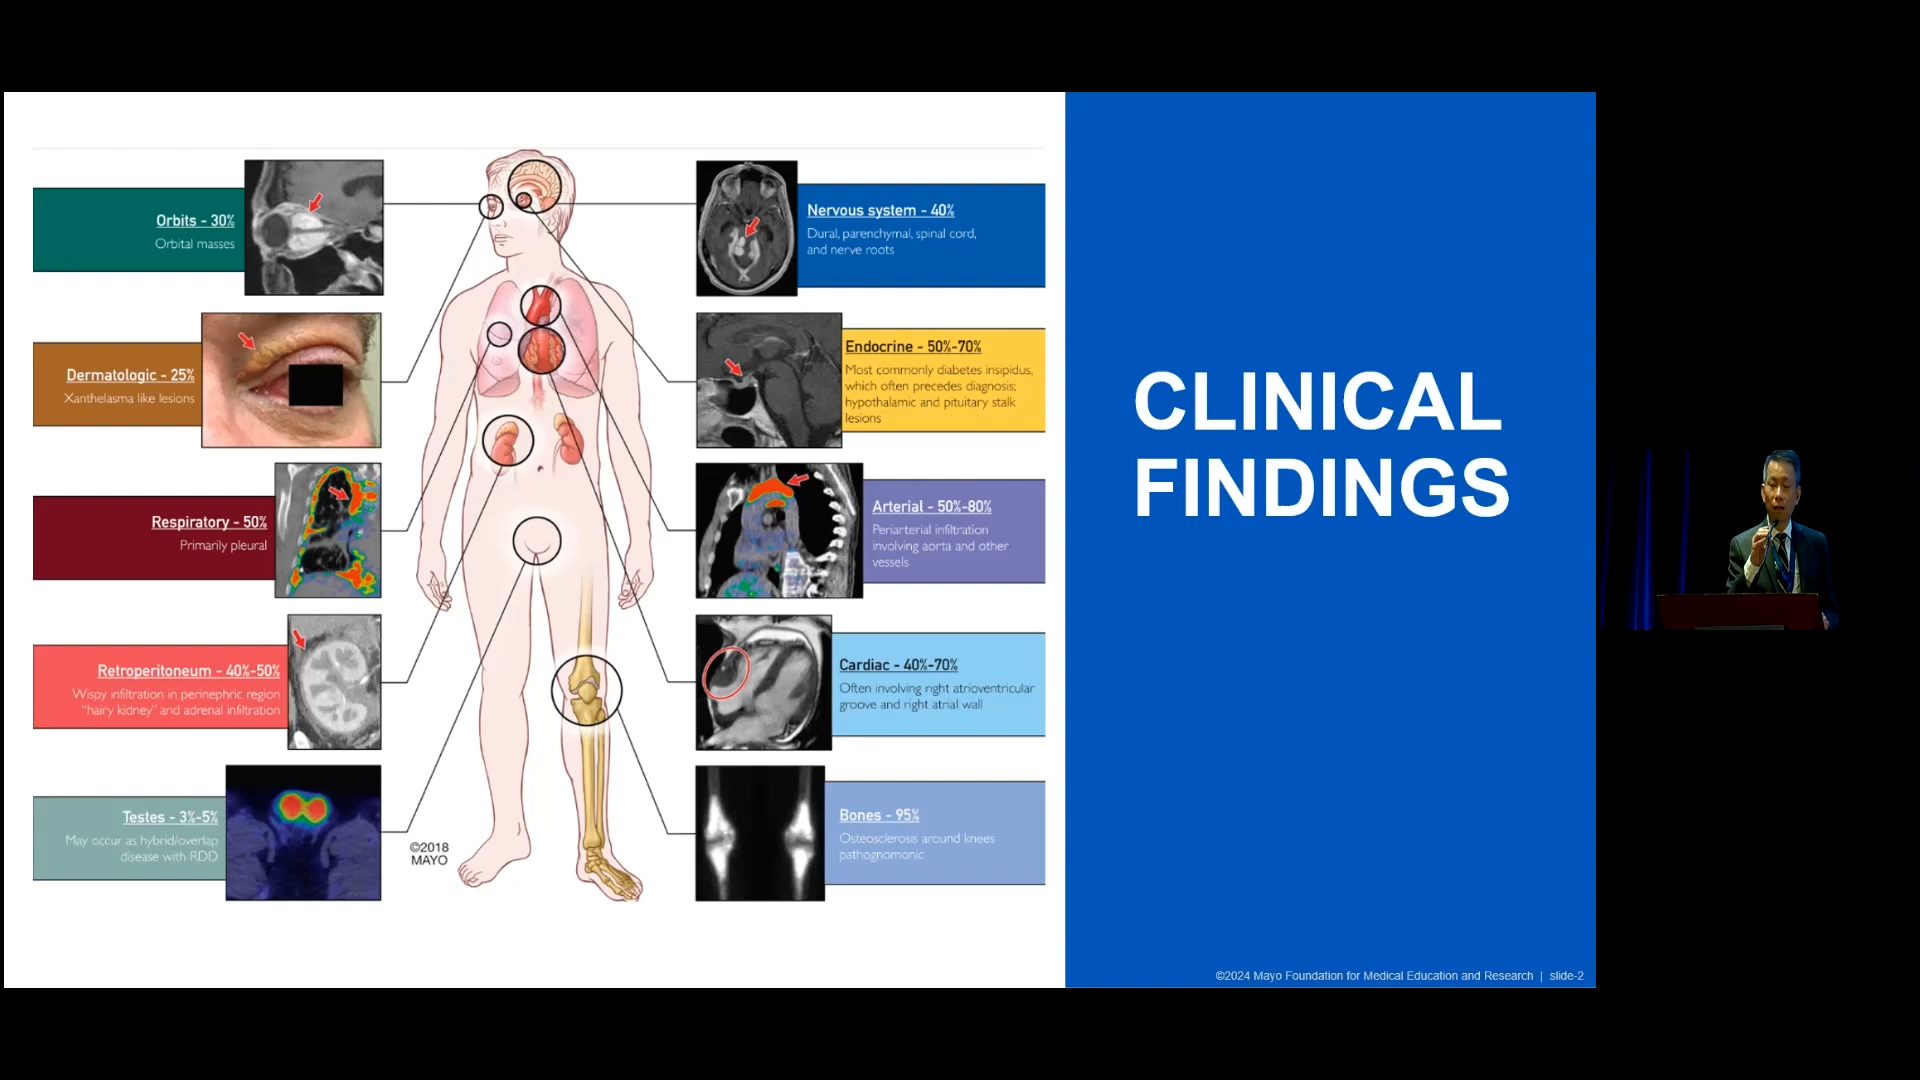 Orbits - 30%
Orbital masses
Dermatologic - 25%
Xanthelasma like lesions
Respiratory - 50%
Primarily pleural
Retroperitoneum - 40%-50%
Wispy infiltration in perinephric region
"hairy kidney" and adrenal infiltration
Testes - 3%-5%
May occur as hybrid/overlap
disease with RDD
©2018
MAYO
Nervous system - 40%
Dural, parenchymal, spinal cord,
and nerve roots
Endocrine - 50%-70%
Most commonly diabetes insipidus,
which often precedes diagnosis;
hypothalamic and pituitary stalk
lesions
Arterial - 50%-80%
Periarterial infiltration
involving aorta and other
vessels
Cardiac - 40%-70%
Often involving right atrioventricular
groove and right atrial wall
Bones - 95%
Osteosclerosis around knees
pathognomonic
CLINICAL
FINDINGS
©2024 Mayo Foundation for Medical Education and Research | slide-2